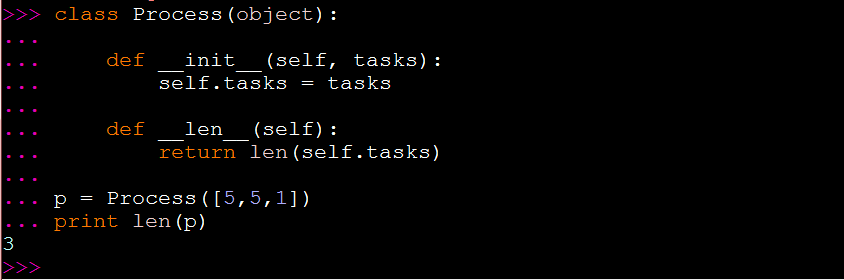 >>> class Process(object):
...
...     def __init__(self, tasks):
...         self.tasks = tasks
...
...     def __len__(self):
...         return len(self.tasks)
...
... p = Process([5,5,1])
... print len(p)
3
>>>